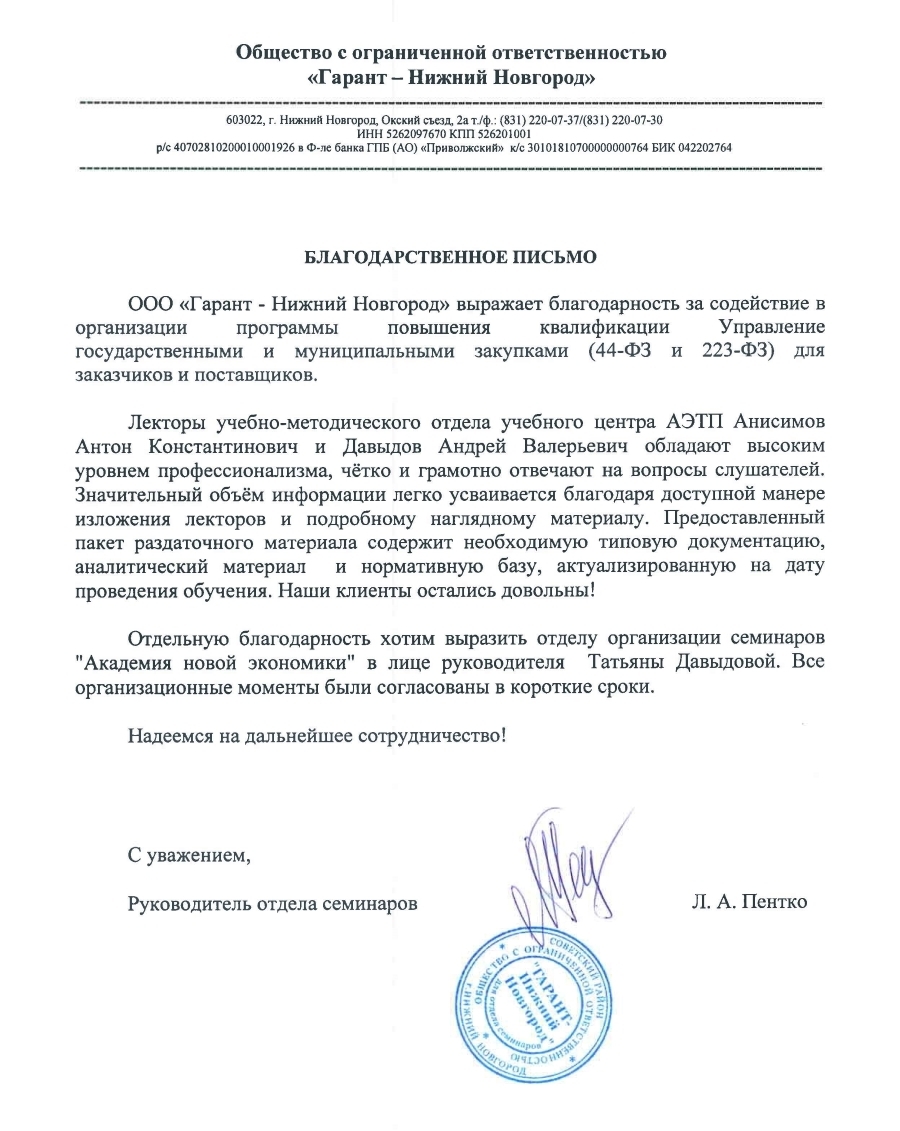 Общество с ограниченной ответственностью
«Гарант – Нижний Новгород»
603022, г. Нижний Новгород, Окский съезд, 2а т./ф.: (831) 220-07-37/(831) 220-07-30
ИНН 5262097670 КПП 526201001
р/с 40702810200010001926 в Ф-ле банка ГПБ (АО) «Приволжский» к/с 30101810700000000764 БИК 042202764
БЛАГОДАРСТВЕННОЕ ПИСЬМО
ООО «Гарант - Нижний Новгород» выражает благодарность за содействие в
организации программы повышения квалификации Управление
государственными и муниципальными закупками (44-ФЗ и 223-ФЗ) для
заказчиков и поставщиков.
Лекторы учебно-методического отдела учебного центра АЭТП Анисимов
Антон Константинович и Давыдов Андрей Валерьевич обладают высоким
уровнем профессионализма, чётко и грамотно отвечают на вопросы слушателей.
Значительный объём информации легко усваивается благодаря доступной манере
изложения лекторов и подробному наглядному материалу. Предоставленный
пакет раздаточного материала содержит необходимую типовую документацию,
аналитический материал и нормативную базу, актуализированную на дату
проведения обучения. Наши клиенты остались довольны!
Отдельную благодарность хотим выразить отделу организации семинаров
"Академия новой экономики" в лице руководителя Татьяны Давыдовой. Все
организационные моменты были согласованы в короткие сроки.
Надеемся на дальнейшее сотрудничество!
С уважением,
Руководитель отдела семинаров
Л. А. Пентко
СОВЕТСКИЙ РАЙОН
г.НИЖНИЙ НОВГОРОД
ОБЩЕСТВО С ОГРАНИЧЕННОЙ ОТВЕТСТВЕННОСТЬЮ
"ГАРАНТ-
Нижний
Новгород"
для отдела семинаров